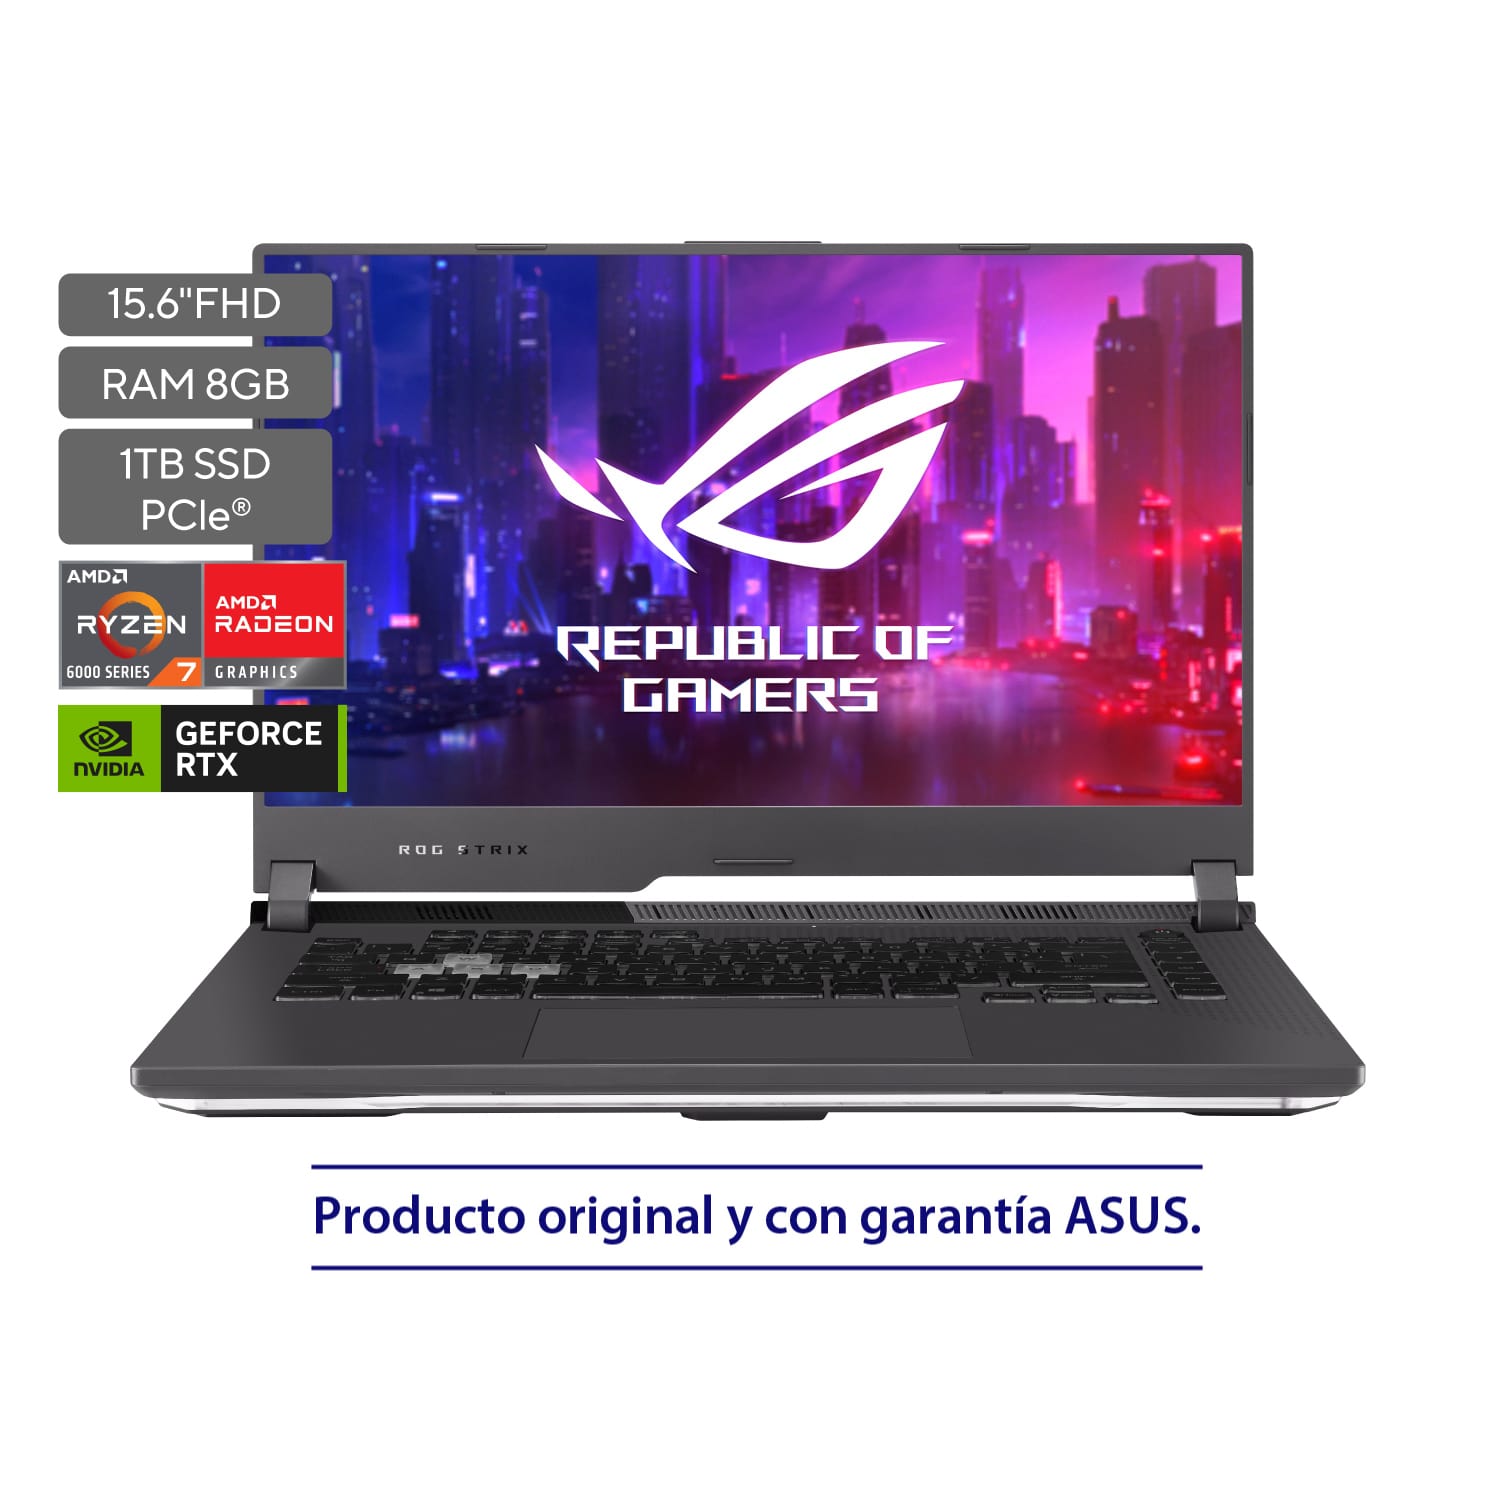 15.6"FHD
RAM 8GB
1TB SSD
PCIe®
AMD
RYZEN
6000 SERIES 7
AMD
RADEON
GRAPHICS
NVIDIA
GEFORCE
RTX
REPUBLIC OF
GAMERS
ROG STRIX
Producto original y con garantía ASUS.